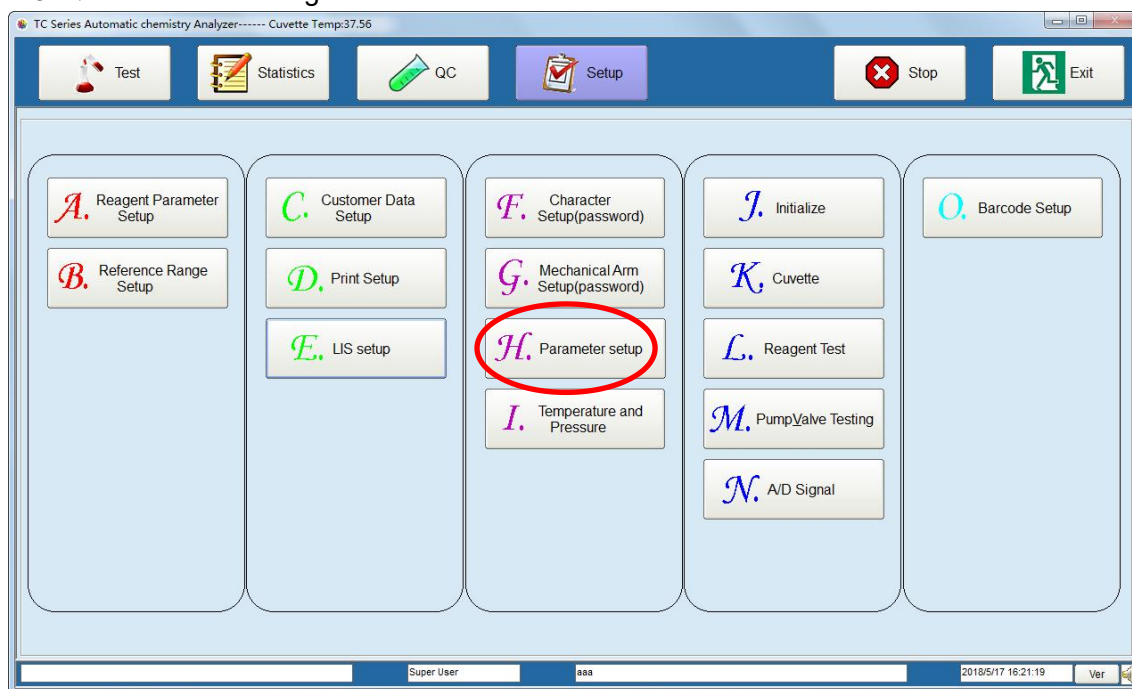 TC Series Automatic chemistry Analyzer------ Cuvette Temp:37.56
Test
Statistics
QC
Setup
Stop
Exit
A. Reagent Parameter
Setup
B. Reference Range
Setup
C. Customer Data
Setup
D. Print Setup
E. LIS setup
F. Character
Setup(password)
G. Mechanical Arm
Setup(password)
H. Parameter setup
I. Temperature and
Pressure
J. Initialize
K. Cuvette
L. Reagent Test
M. PumpValve Testing
N. A/D Signal
O. Barcode Setup
Super User
aaa
2018/5/17 16:21:19
Ver